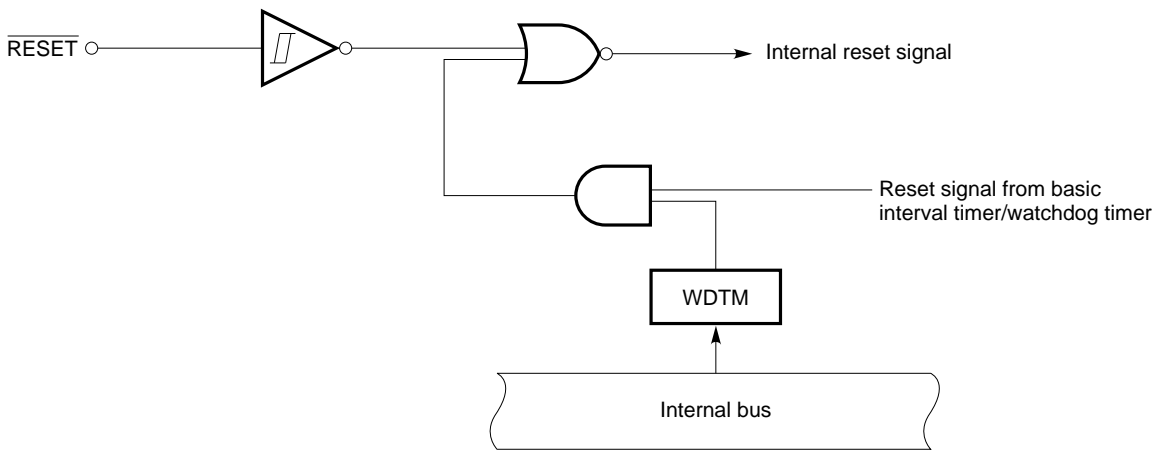 RESET
Internal reset signal
Reset signal from basic
interval timer/watchdog timer
WDTM
Internal bus